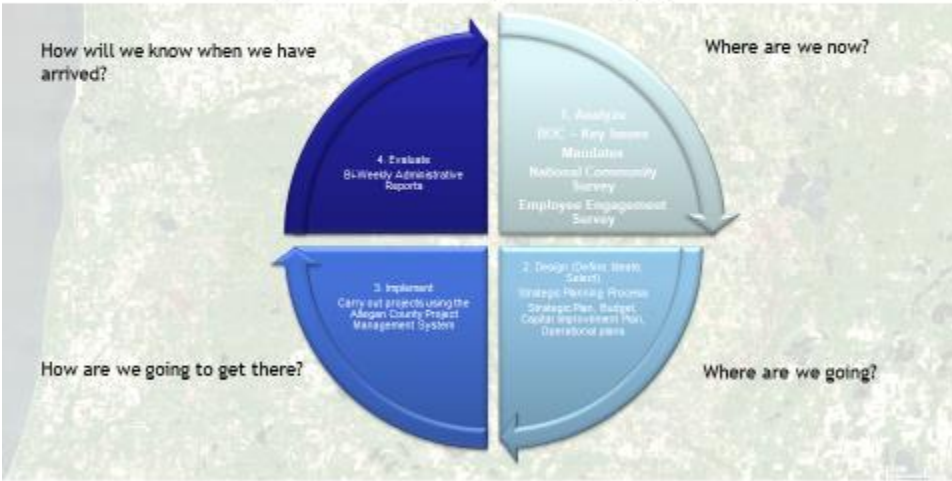 How will we know when we have
arrived?
Where are we now?
1. Analyze
BOC - Key Issues
Mandates
National Community
Survey
Employee Engagement
Survey
4. Evaluate
Bi-Weekly Administrative
Reports
2. Design (Define, Ideate,
Select)
Strategic Planning Process
Strategic Plan, Budget,
Capital Improvement Plan,
Operational plans
3. Implement
Carry out projects using the
Allegan County Project
Management System
How are we going to get there?
Where are we going?